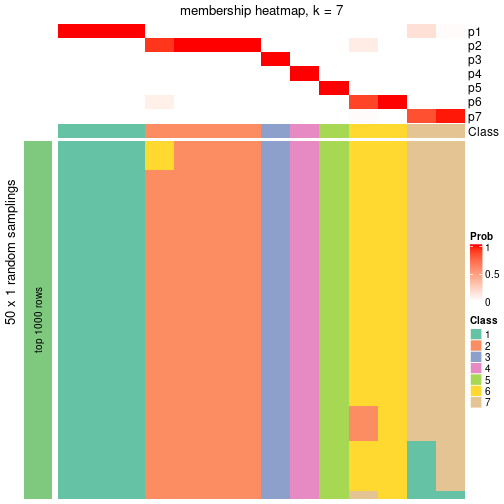 membership heatmap, k = 7
p1
p2
p3
p4
p5
p6
p7
Class
50 x 1 random samplings
top 1000 rows
Prob
1
0.5
0
Class
1
2
3
4
5
6
7